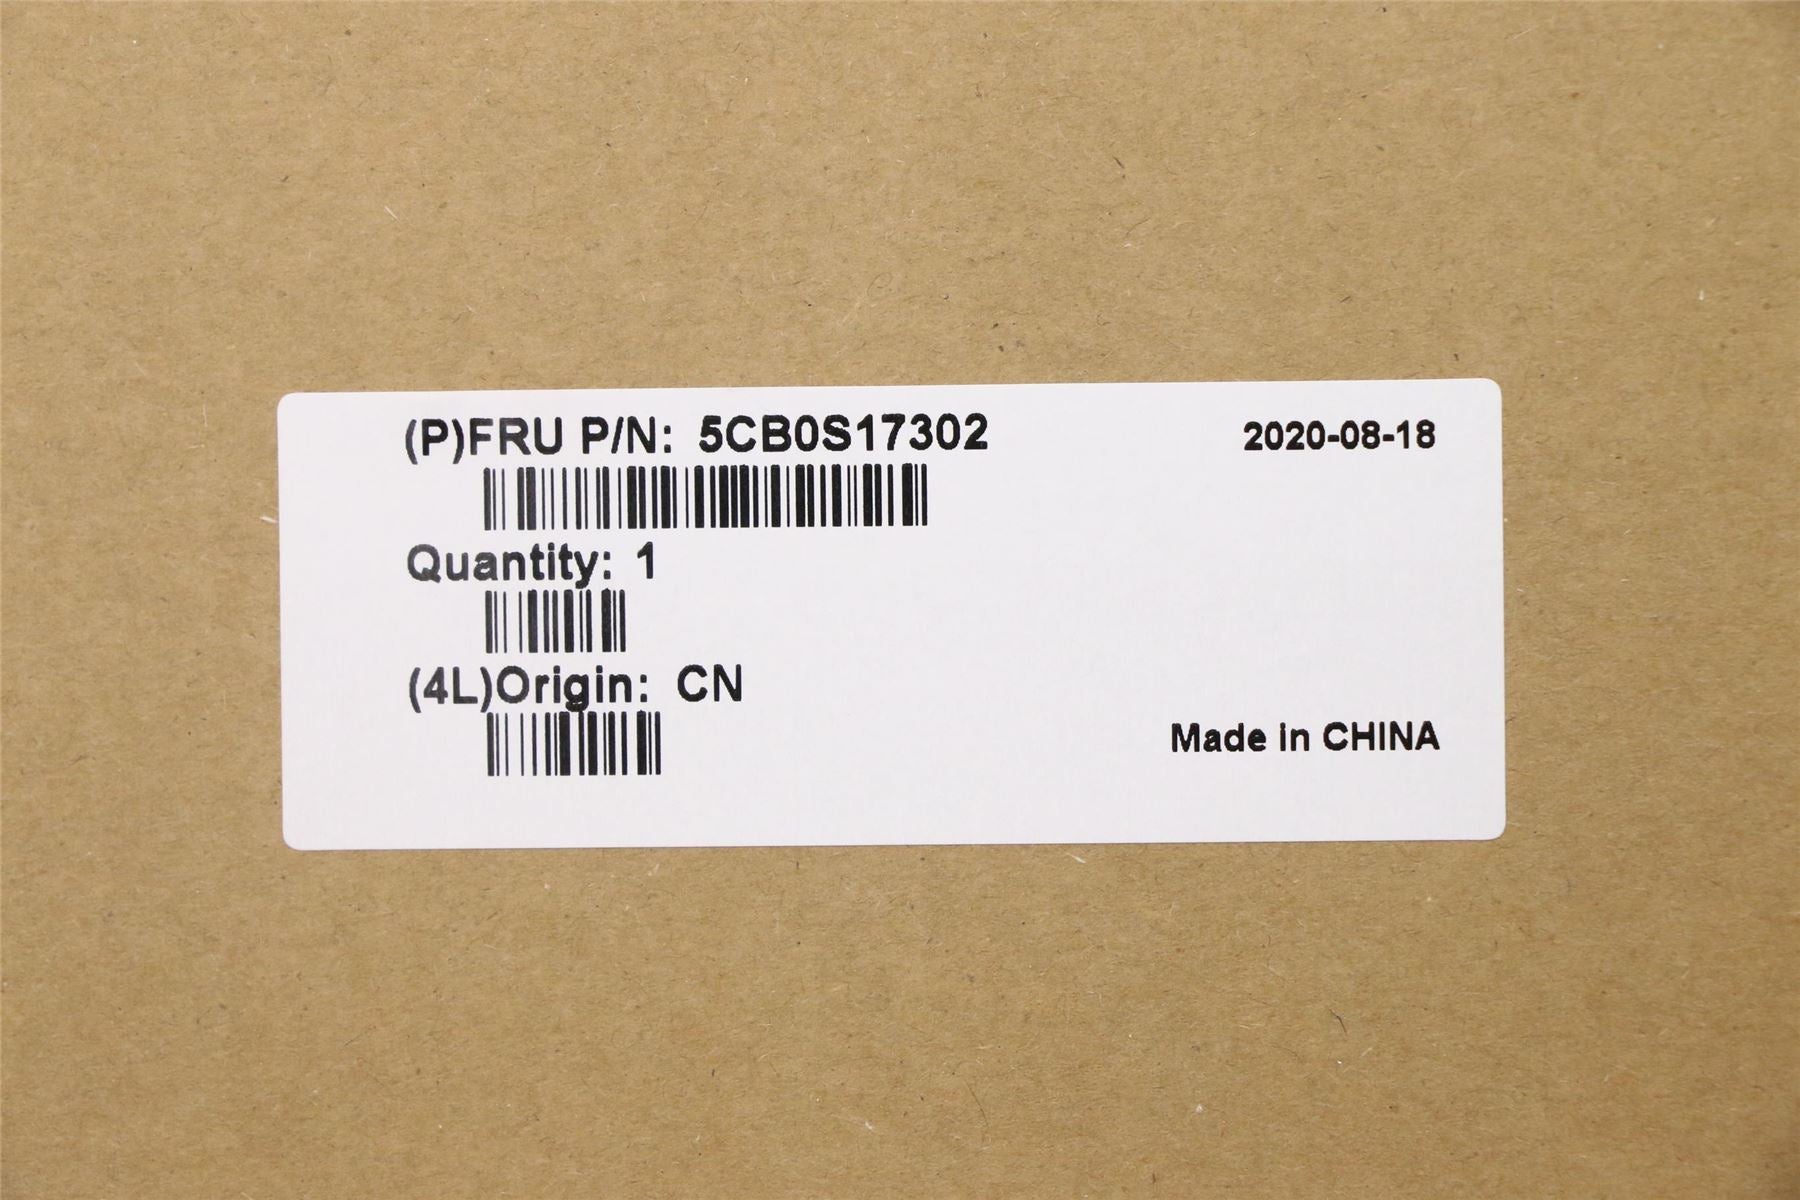 (P)FRU P/N: 5CB0S17302
2020-08-18
Quantity: 1
(4L)Origin: CN
Made in CHINA